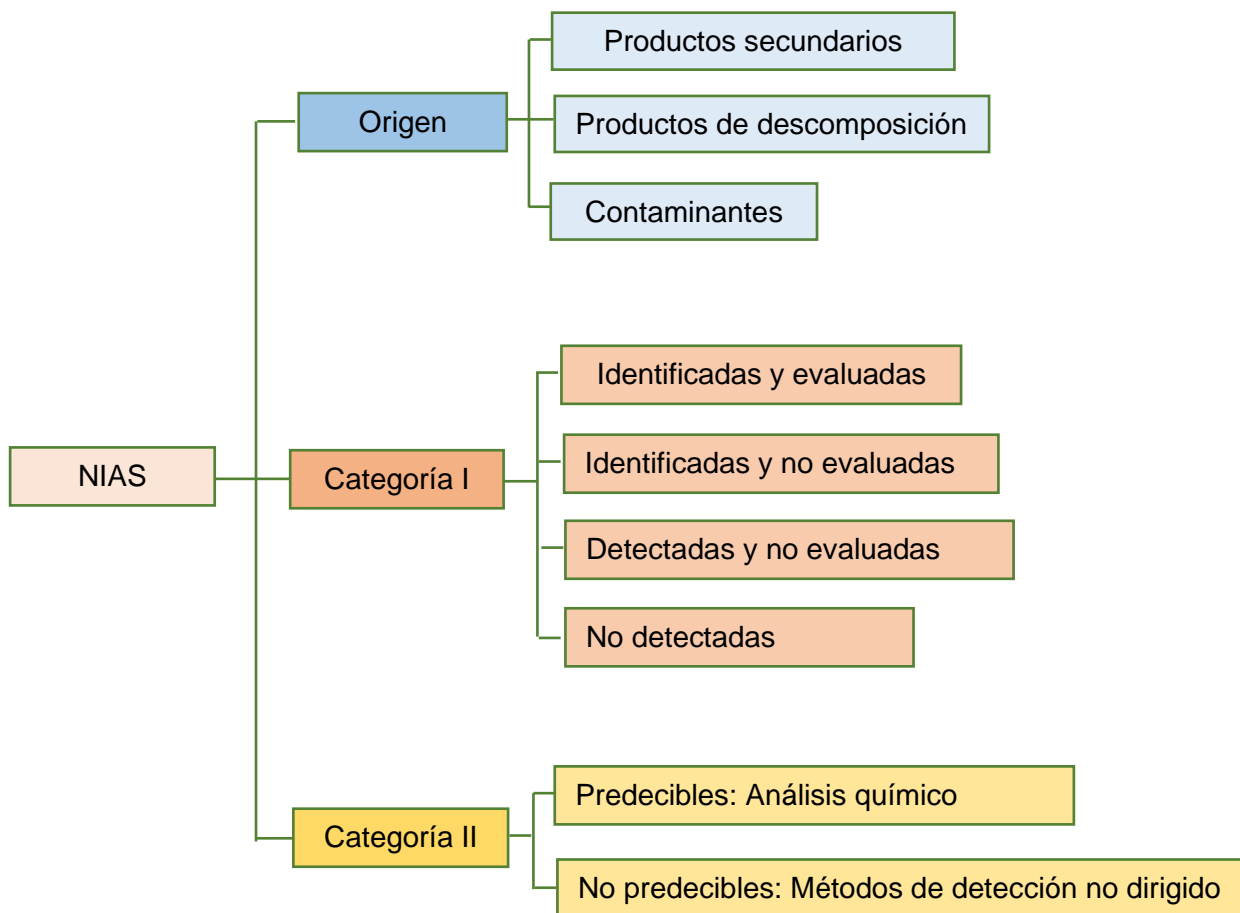 NIAS
Origen
Productos secundarios
Productos de descomposición
Contaminantes
Categoría I
Identificadas y evaluadas
Identificadas y no evaluadas
Detectadas y no evaluadas
No detectadas
Categoría II
Predecibles: Análisis químico
No predecibles: Métodos de detección no dirigido